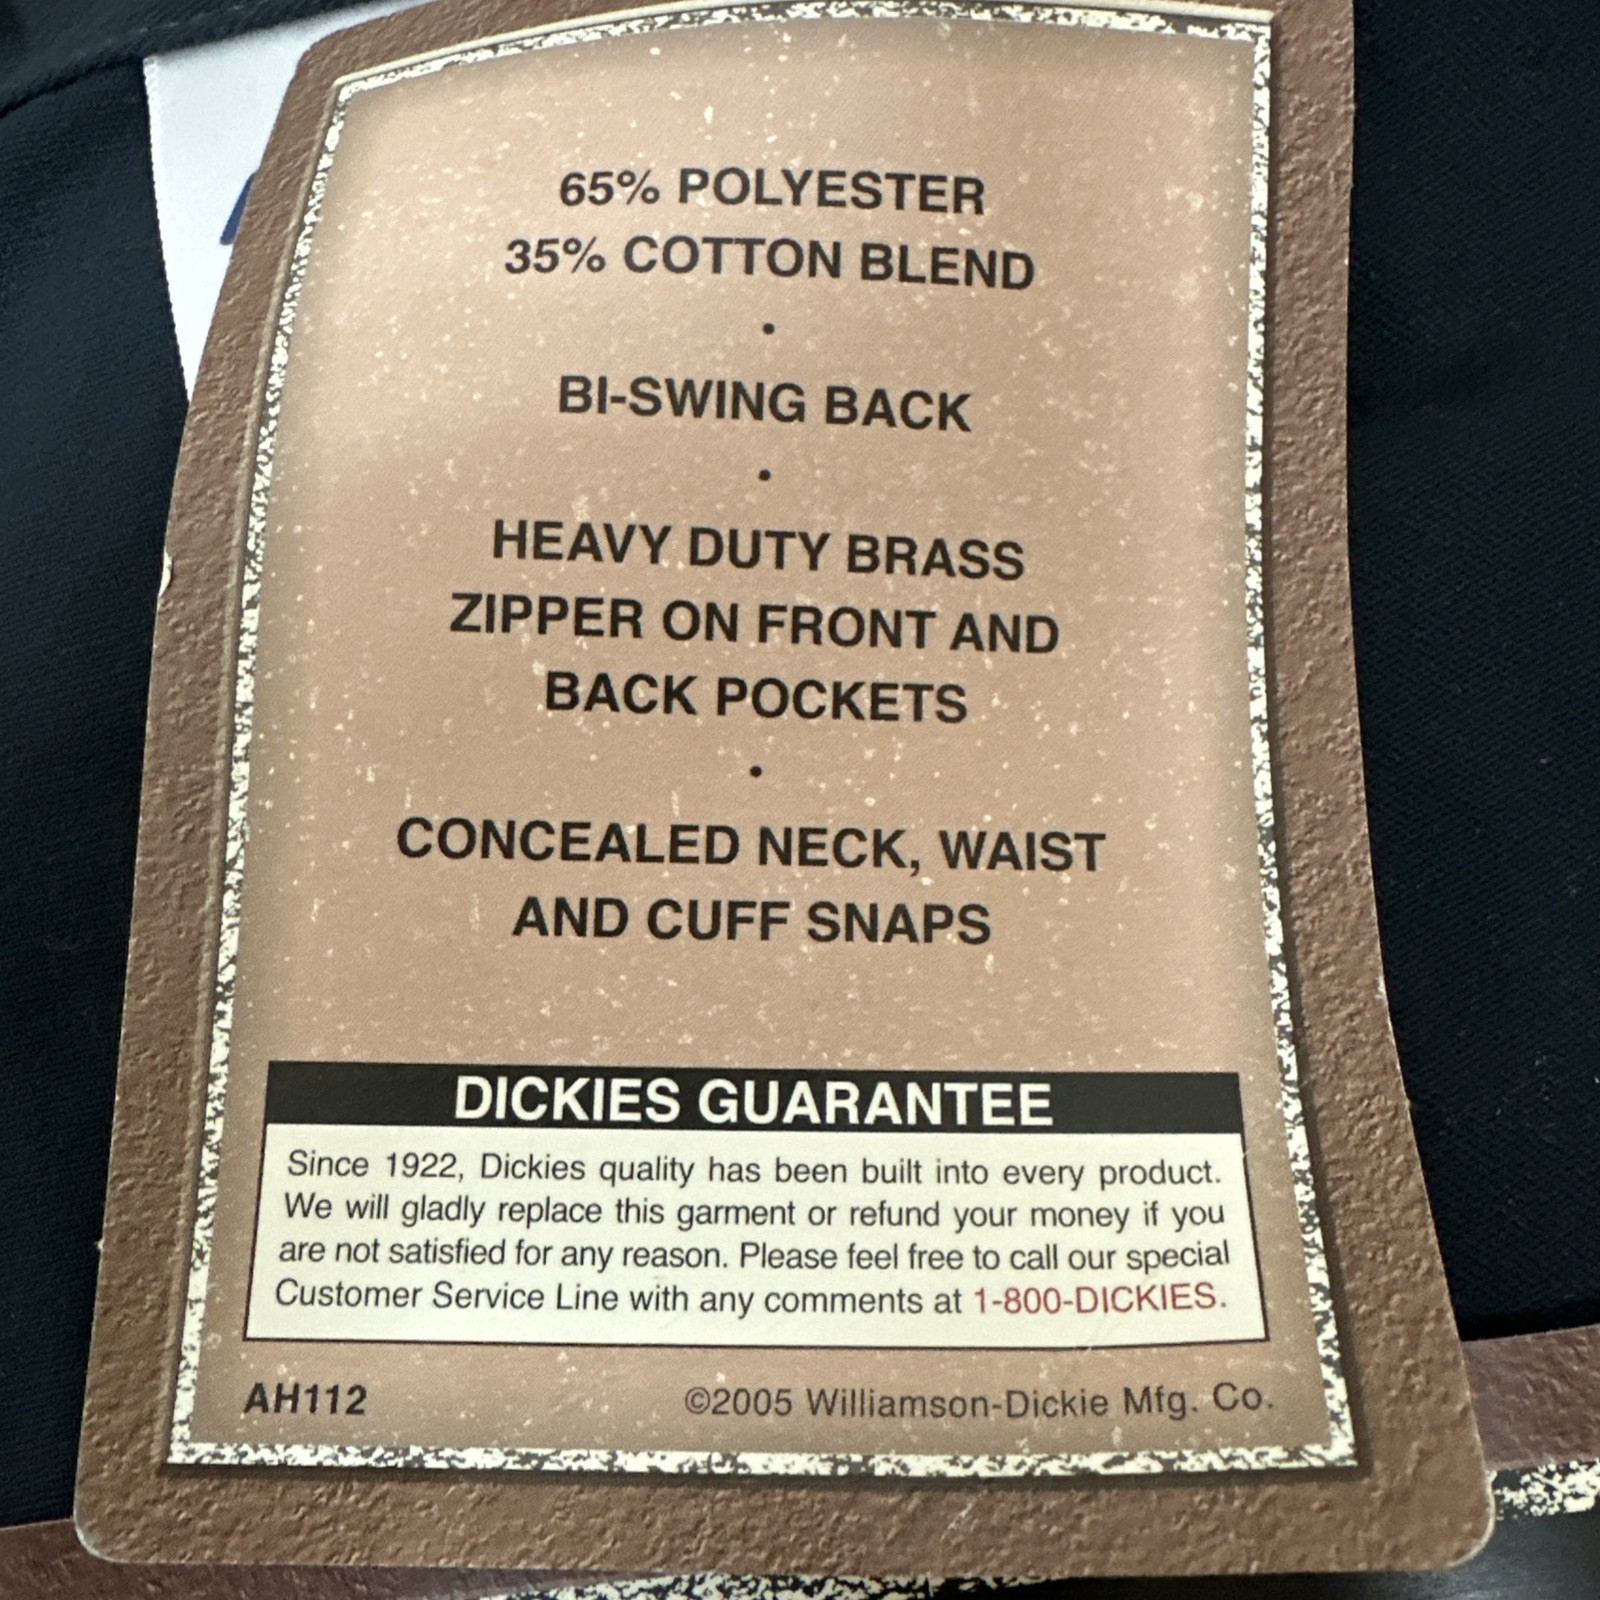 65% POLYESTER
35% COTTON BLEND
•
BI-SWING BACK
•
HEAVY DUTY BRASS
ZIPPER ON FRONT AND
BACK POCKETS
•
CONCEALED NECK, WAIST
AND CUFF SNAPS
DICKIES GUARANTEE
Since 1922, Dickies quality has been built into every product.
We will gladly replace this garment or refund your money if you
are not satisfied for any reason. Please feel free to call our special
Customer Service Line with any comments at 1-800-DICKIES.
AH112 ©2005 Williamson-Dickie Mfg. Co.